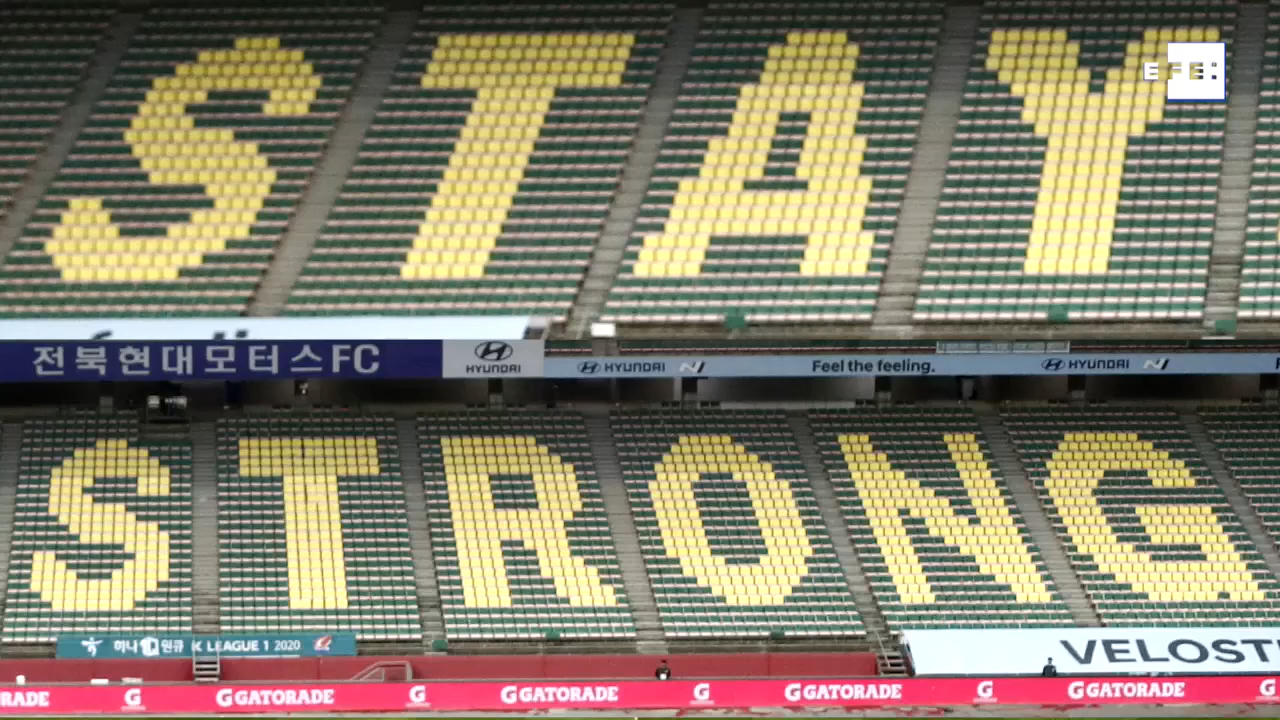 STAY
EFE:
전북현대모터스FC HYUNDAI HYUNDAI N Feel the feeling. HYUNDAI N
STRONG
하나 원큐 K LEAGUE 1 2020
VELOST
RADE G GATORADE G G GATORADE G G GATORADE G G GATORADE G